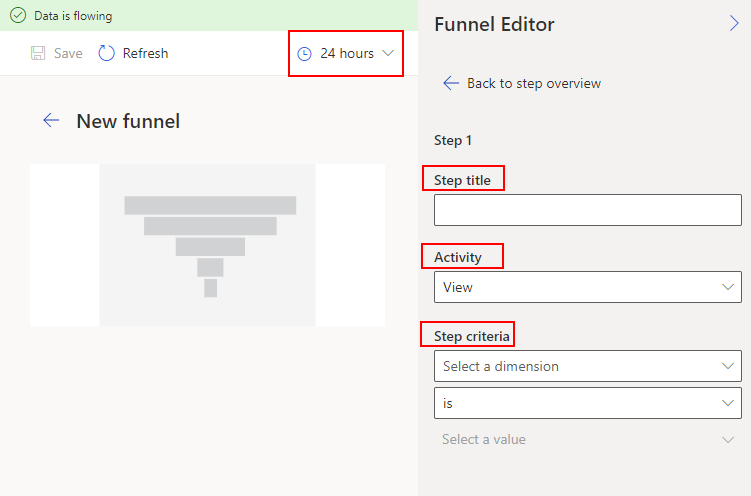 Data is flowing
Save
Refresh
24 hours
New funnel
Funnel Editor
Back to step overview
Step 1
Step title
Activity
View
Step criteria
Select a dimension
is
Select a value